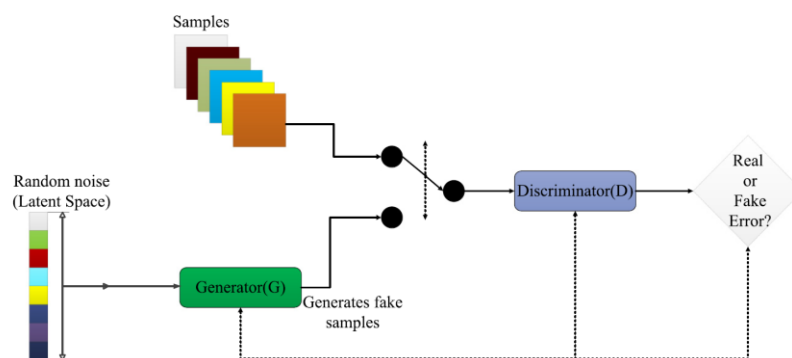 Samples
Random noise
(Latent Space)
Generator(G)
Generates fake
samples
Discriminator(D)
Real
or
Fake
Error?